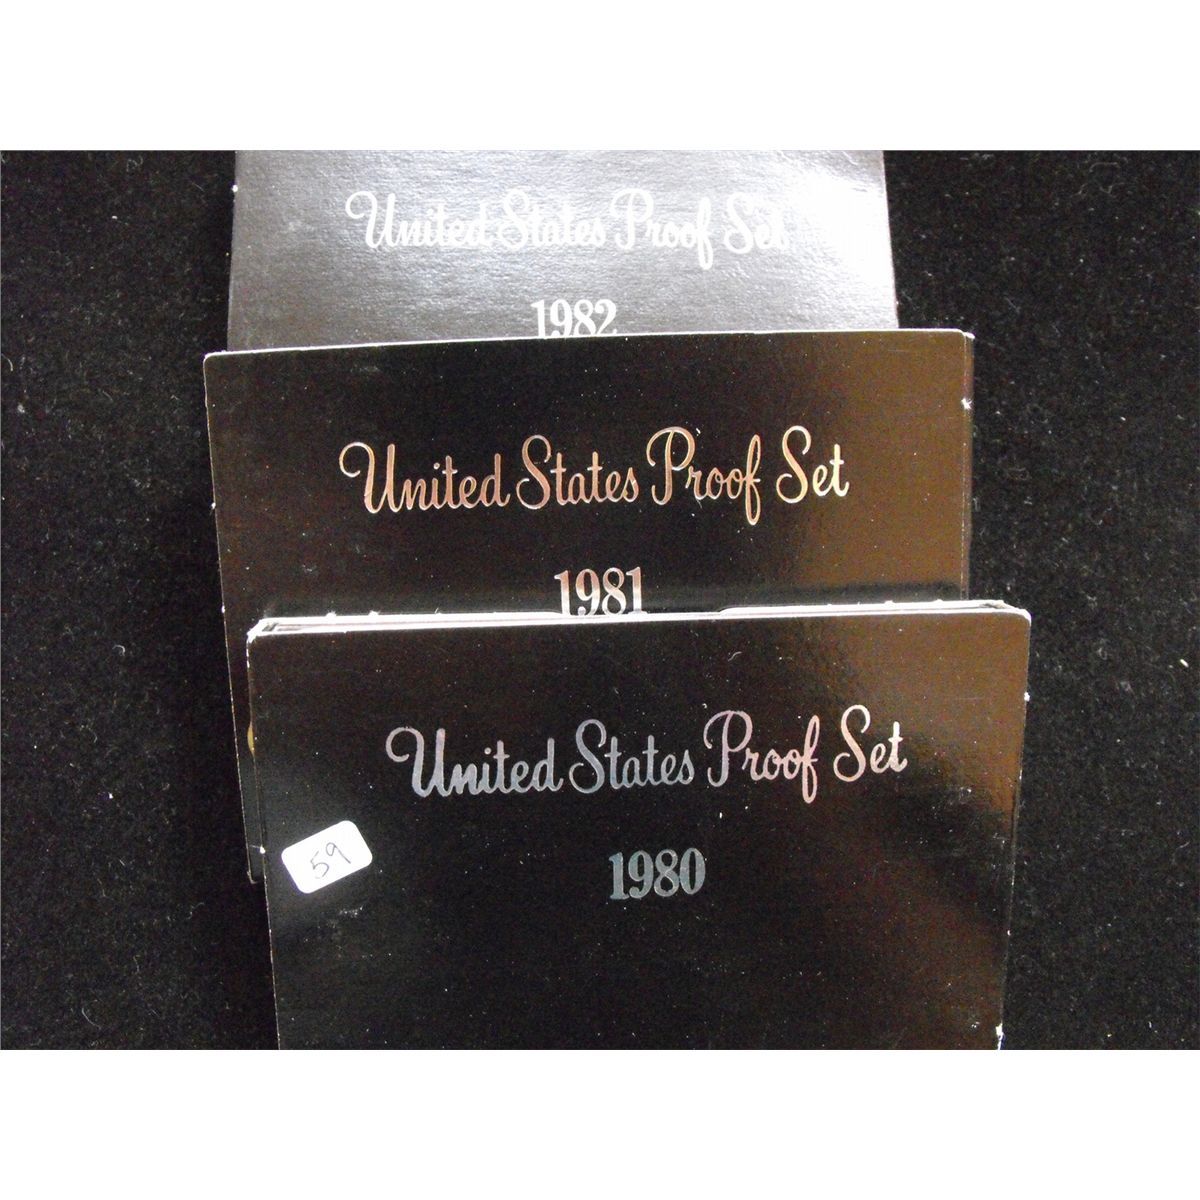 United States Proof Set
1982
United States Proof Set
1981
United States Proof Set
59
1980